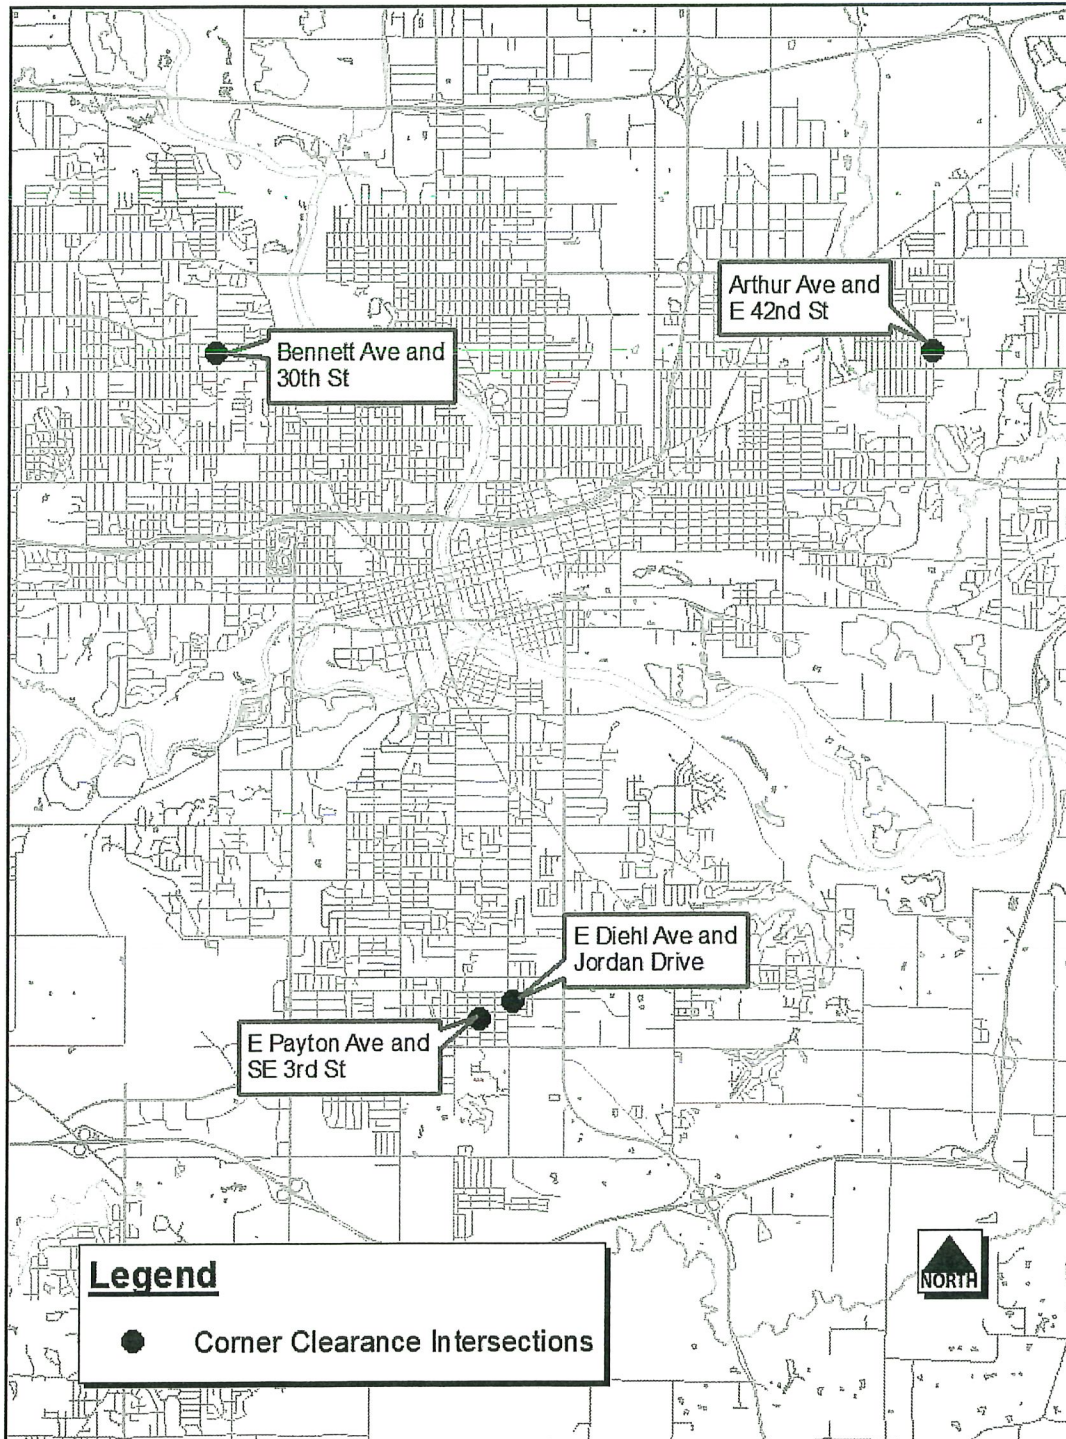 Arthur Ave and
E 42nd St
Bennett Ave and
30th St
E Diehl Ave and
Jordan Drive
E Payton Ave and
SE 3rd St
Legend
Corner Clearance Intersections
NORTH